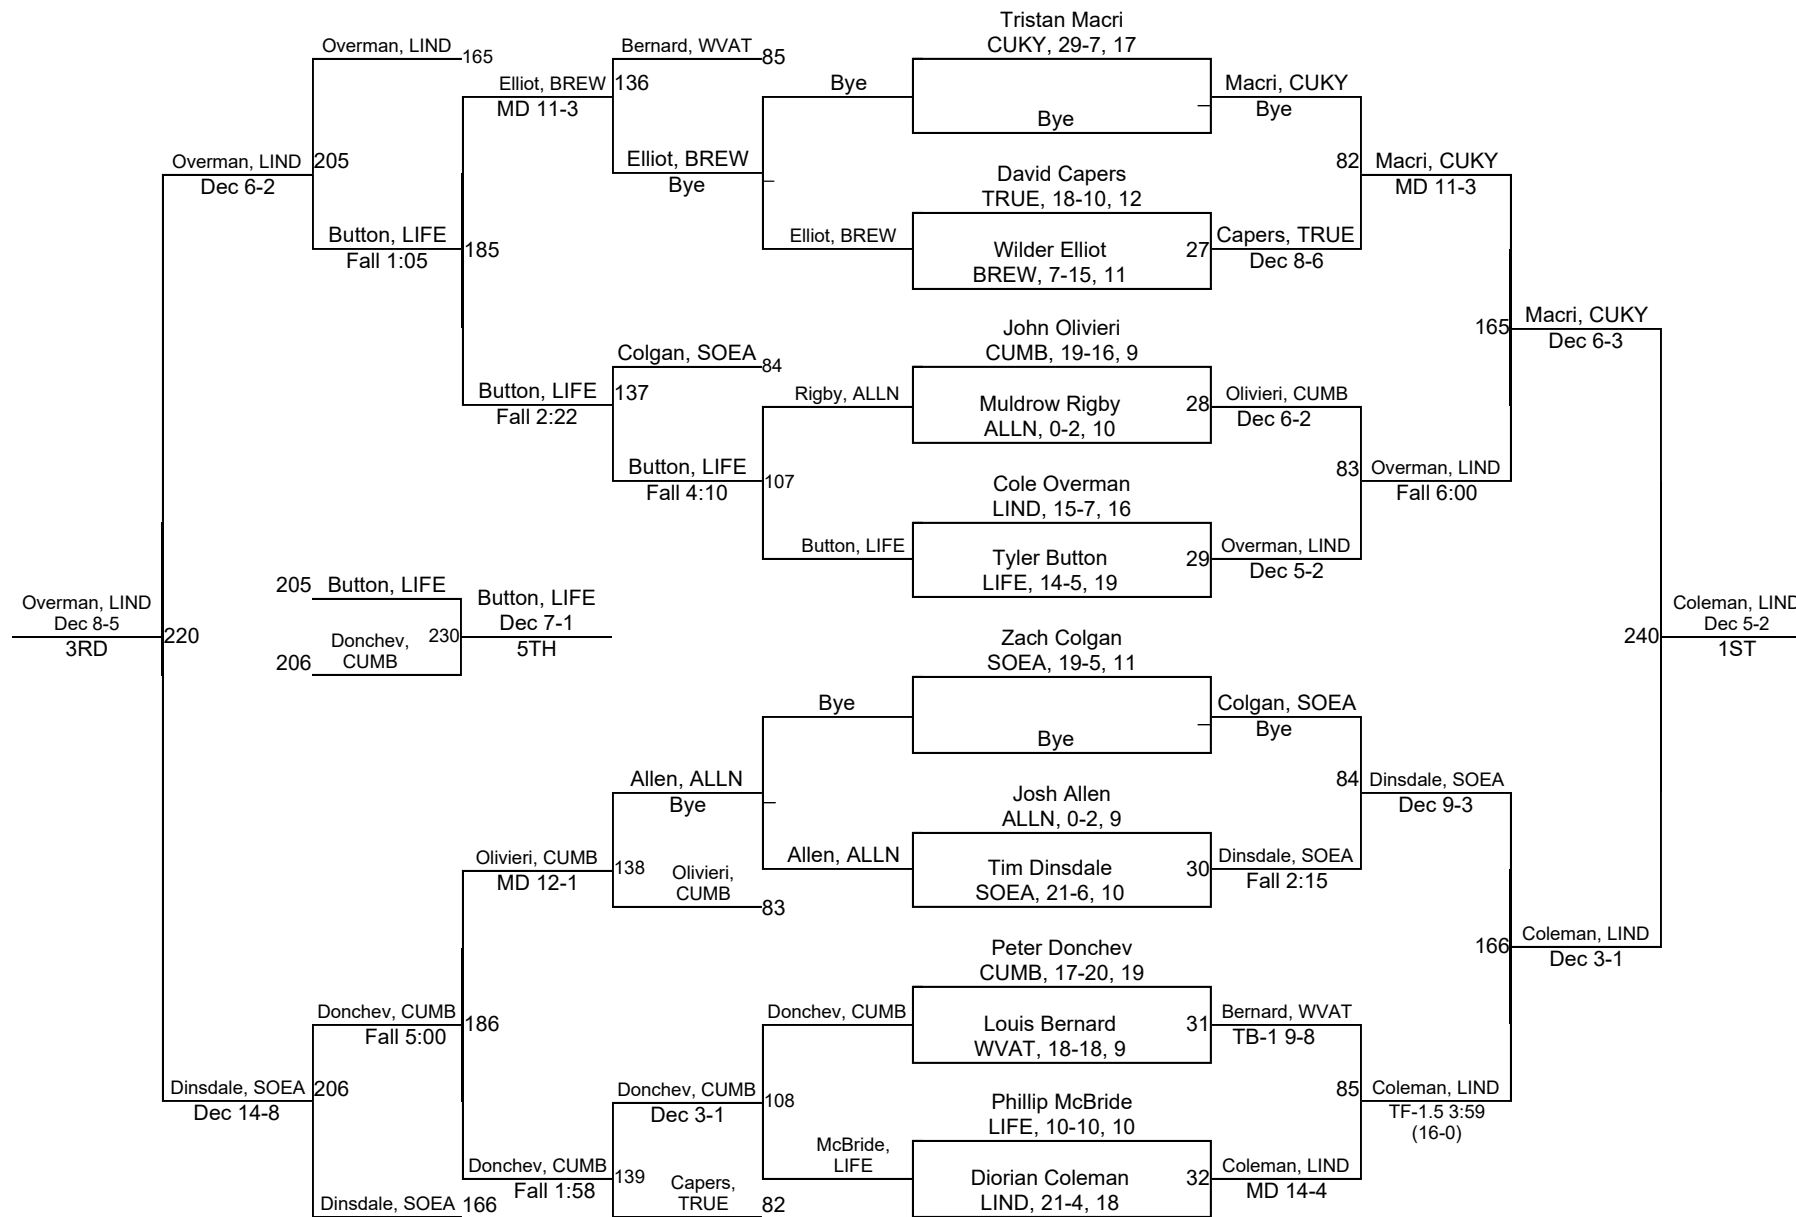 Tristan Macri
CUKY, 29-7, 17
Overman, LIND
165
Bernard, WVAT
85
Elliot, BREW
136
MD 11-3
Bye
Macri, CUKY
Bye
Bye
Elliot, BREW
Bye
Overman, LIND
205
Dec 6-2
David Capers
TRUE, 18-10, 12
82
Macri, CUKY
MD 11-3
Button, LIFE
185
Fall 1:05
Elliot, BREW
Wilder Elliot
BREW, 7-15, 11
27
Capers, TRUE
Dec 8-6
John Olivieri
CUMB, 19-16, 9
165
Macri, CUKY
Dec 6-3
Colgan, SOEA
84
Button, LIFE
137
Fall 2:22
Rigby, ALLN
Muldrow Rigby
ALLN, 0-2, 10
28
Olivieri, CUMB
Dec 6-2
Button, LIFE
107
Fall 4:10
Cole Overman
LIND, 15-7, 16
83
Overman, LIND
Fall 6:00
Button, LIFE
Tyler Button
LIFE, 14-5, 19
29
Overman, LIND
Dec 5-2
205
Button, LIFE
Button, LIFE
Dec 7-1
5TH
230
206
Donchev,
CUMB
Overman, LIND
Dec 8-5
3RD
220
Zach Colgan
SOEA, 19-5, 11
240
Coleman, LIND
Dec 5-2
1ST
Bye
Bye
Colgan, SOEA
Bye
Allen, ALLN
Bye
Josh Allen
ALLN, 0-2, 9
84
Dinsdale, SOEA
Dec 9-3
Olivieri, CUMB
138
MD 12-1
Olivieri,
CUMB
83
Allen, ALLN
Tim Dinsdale
SOEA, 21-6, 10
30
Dinsdale, SOEA
Fall 2:15
Peter Donchev
CUMB, 17-20, 19
166
Coleman, LIND
Dec 3-1
Donchev, CUMB
186
Fall 5:00
Donchev, CUMB
Louis Bernard
WVAT, 18-18, 9
31
Bernard, WVAT
TB-1 9-8
Dinsdale, SOEA
206
Dec 14-8
Donchev, CUMB
108
Dec 3-1
Phillip McBride
LIFE, 10-10, 10
85
Coleman, LIND
TF-1.5 3:59
(16-0)
McBride,
LIFE
Donchev, CUMB
139
Fall 1:58
Capers,
TRUE
82
Diorian Coleman
LIND, 21-4, 18
32
Coleman, LIND
MD 14-4
Dinsdale, SOEA
166